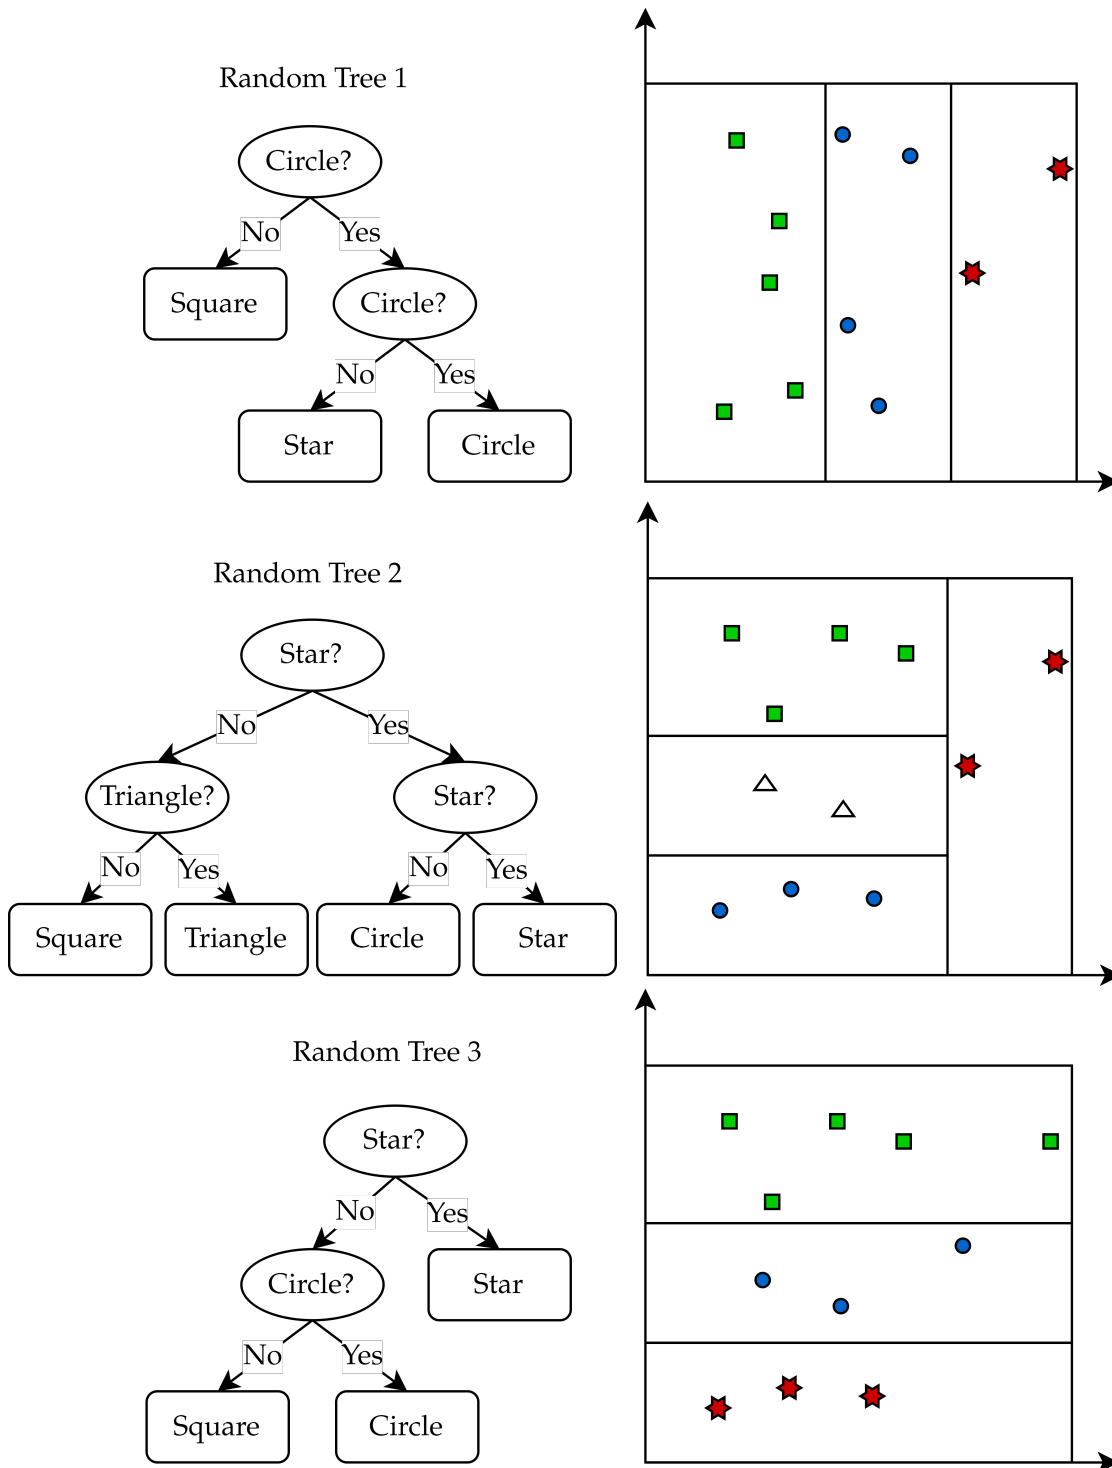 Random Tree 1
Circle?
No Yes
Square Circle?
No Yes
Star Circle
Random Tree 2
Star?
No Yes
Triangle? Star?
No Yes No Yes
Square Triangle Circle Star
Random Tree 3
Star?
No Yes
Circle? Star
No Yes
Square Circle